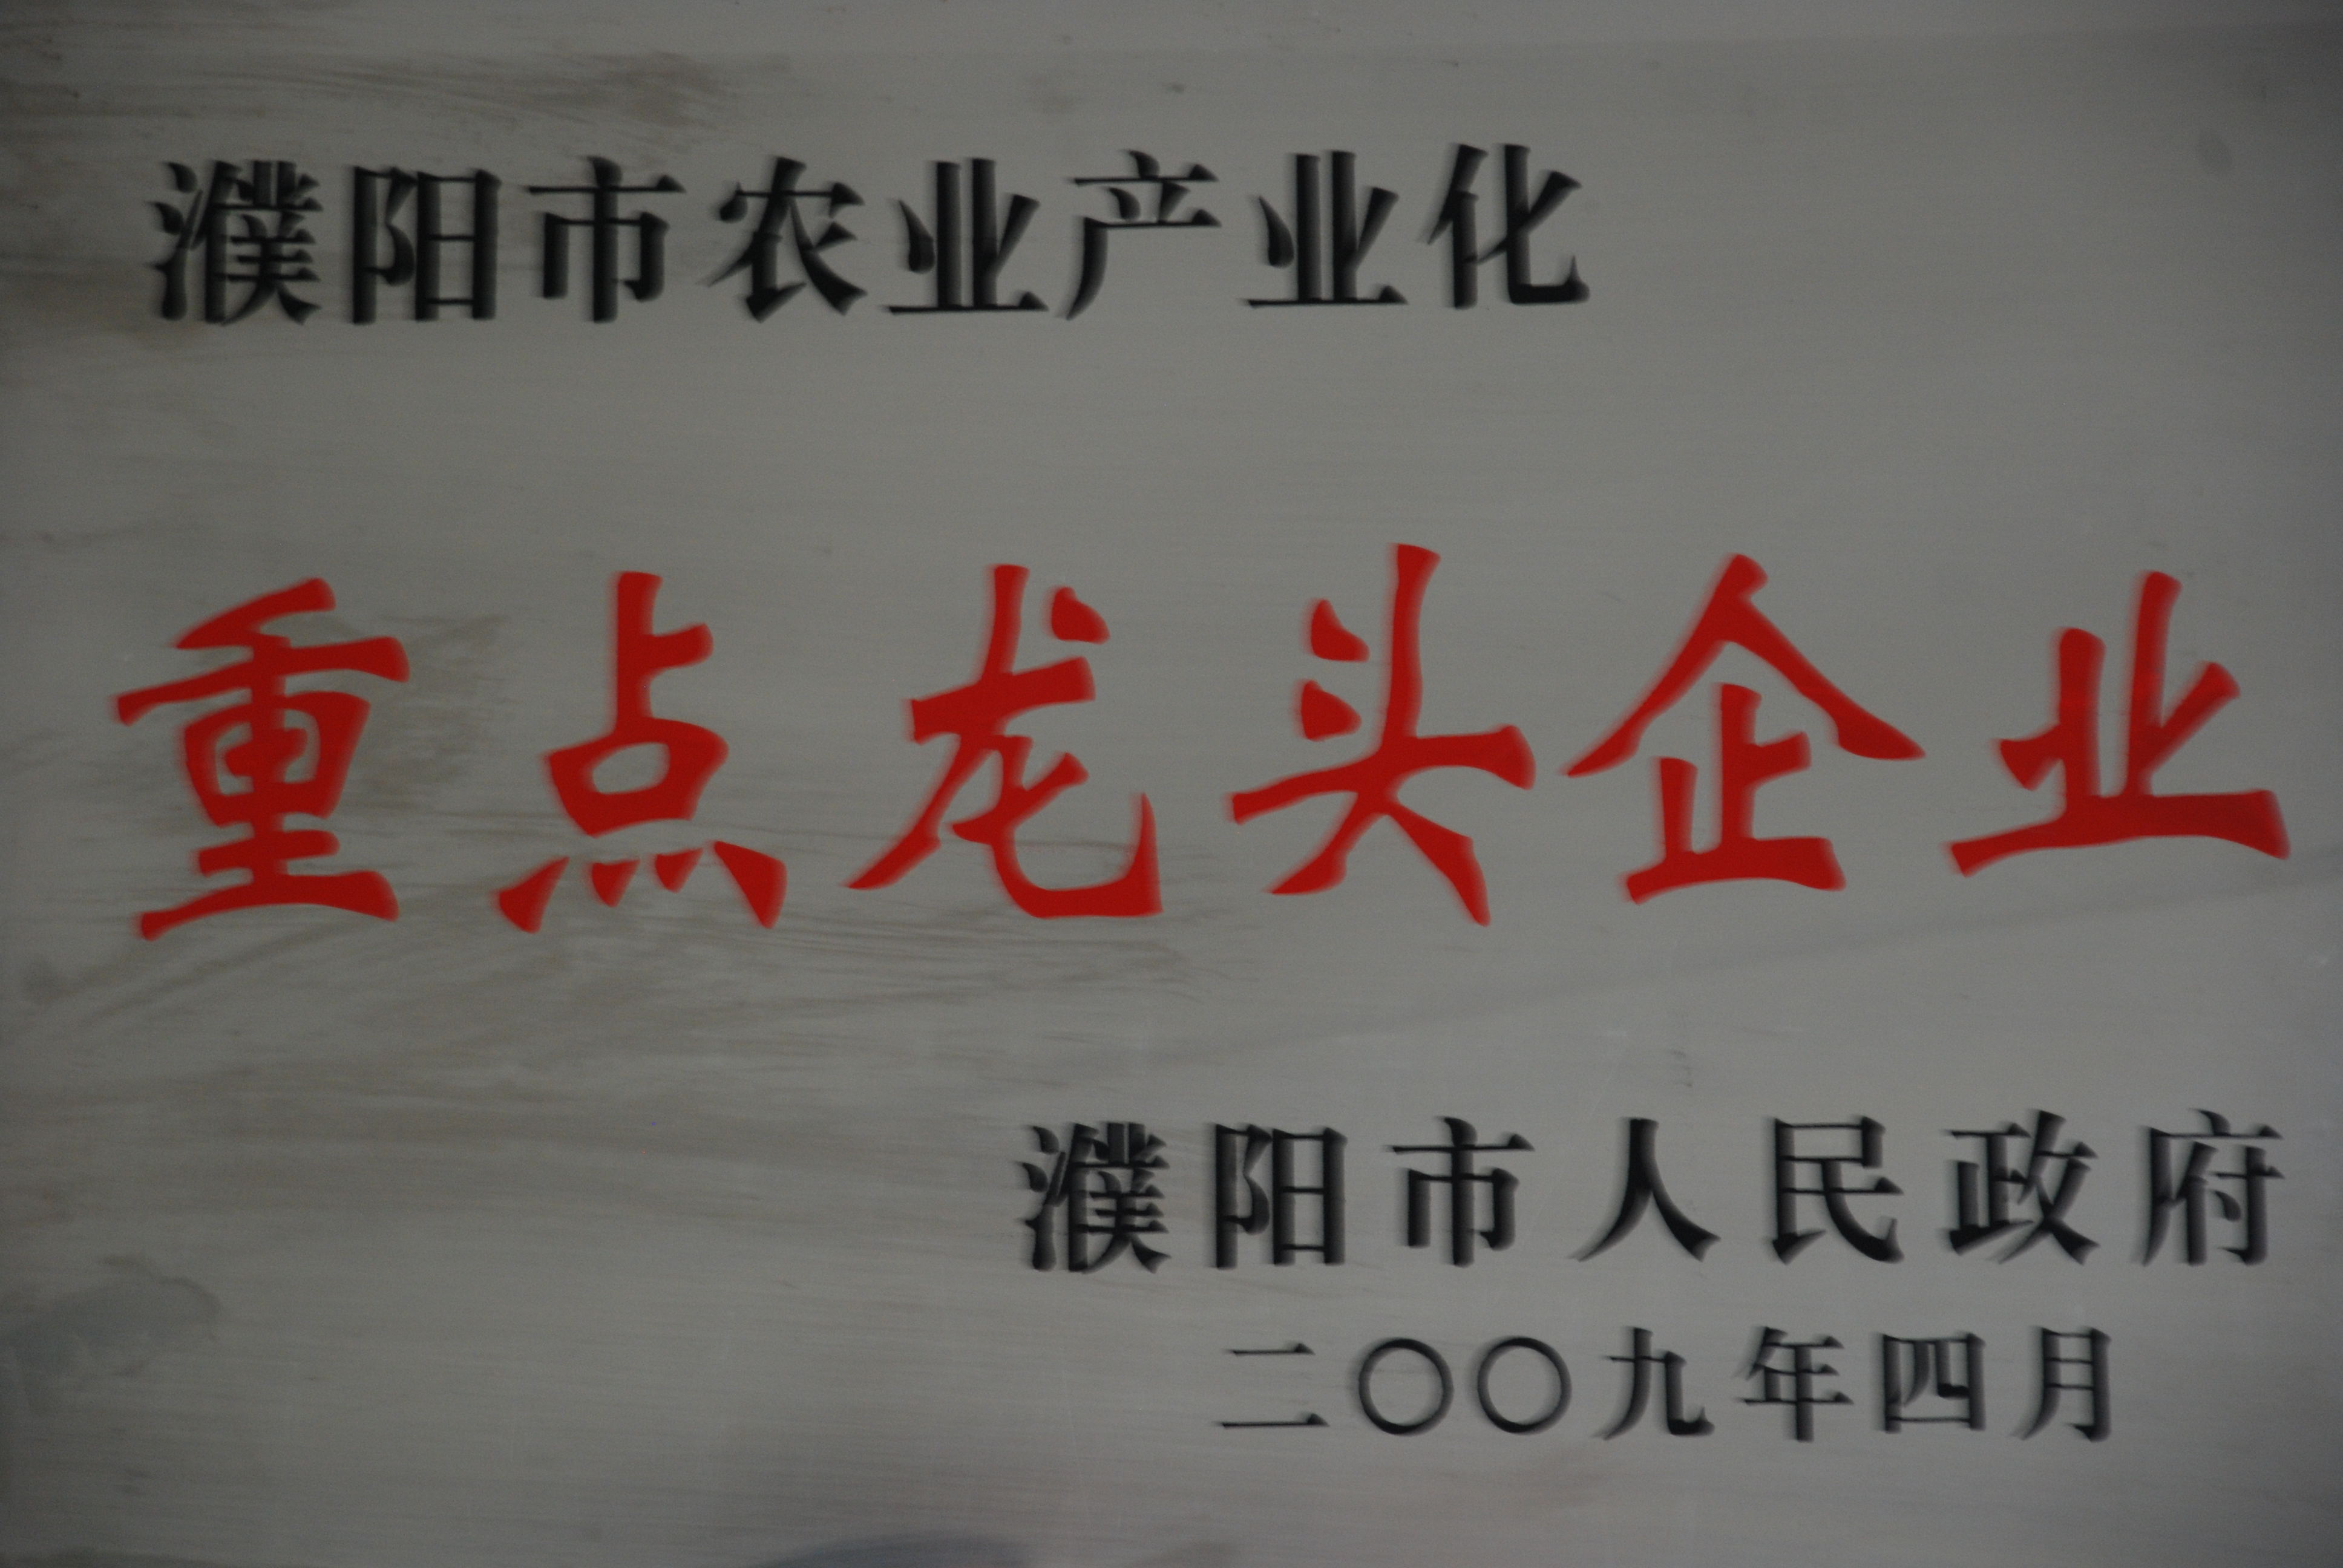 濮阳市农业产业化
重点龙头企业
濮阳市人民政府
二〇〇九年四月